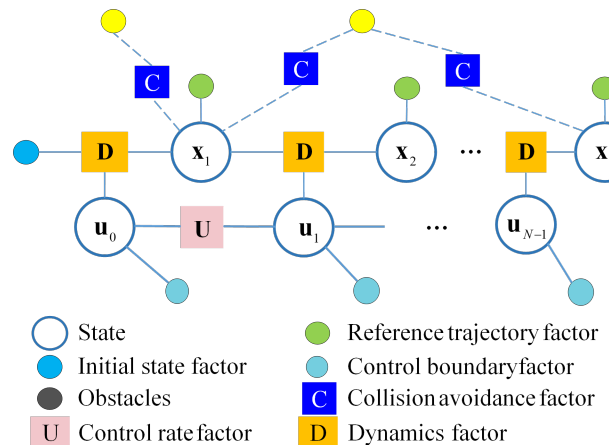 C C C
D x1 D x2 ... D x
u0 U u1 ... uN−1
State
Reference trajectory factor
Initial state factor
Control boundary factor
Obstacles
C Collision avoidance factor
U Control rate factor
D Dynamics factor